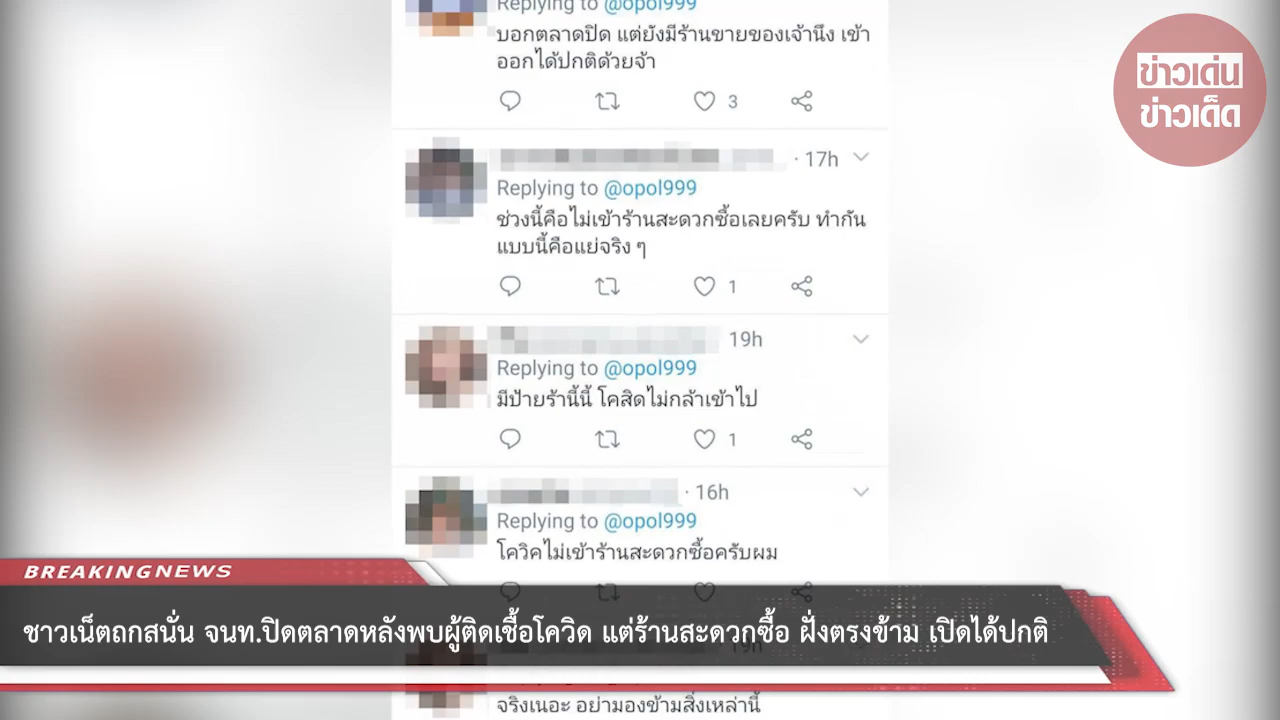 Replying to @opol999
บอกตลาดปิด แต่ยังมีร้านขายของเจ้านึง เข้า
ออกได้ปกติด้วยจ้า
3
ข่าวเด่น
ข่าวเด็ด
· 17h
Replying to @opol999
ช่วงนี้คือไม่เข้าร้านสะดวกซื้อเลยครับ ทำกัน
แบบนี้คือแย่จริง ๆ
1
19h
Replying to @opol999
มีป้ายร้านี้นี้ โคสิดไม่กล้าเข้าไป
1
· 16h
Replying to @opol999
โควิคไม่เข้าร้านสะดวกซื้อครับผม
BREAKING NEWS
ชาวเน็ตถกสนั่น จนท.ปิดตลาดหลังพบผู้ติดเชื้อโควิด แต่ร้านสะดวกซื้อ ฝั่งตรงข้าม เปิดได้ปกติ
19h
จริงเนอะ อย่ามองข้ามสิ่งเหล่านี้